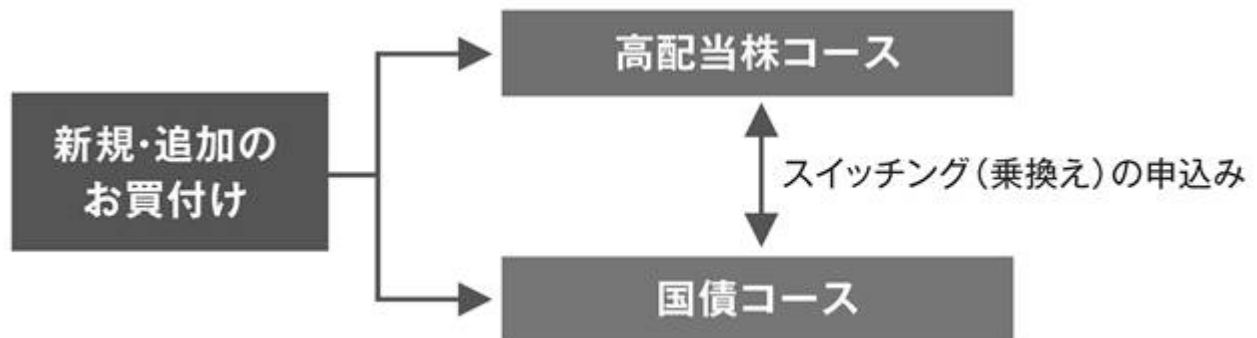 高配当株コース
新規・追加の
お買付け
スイッチング(乗換え)の申込み
国債コース